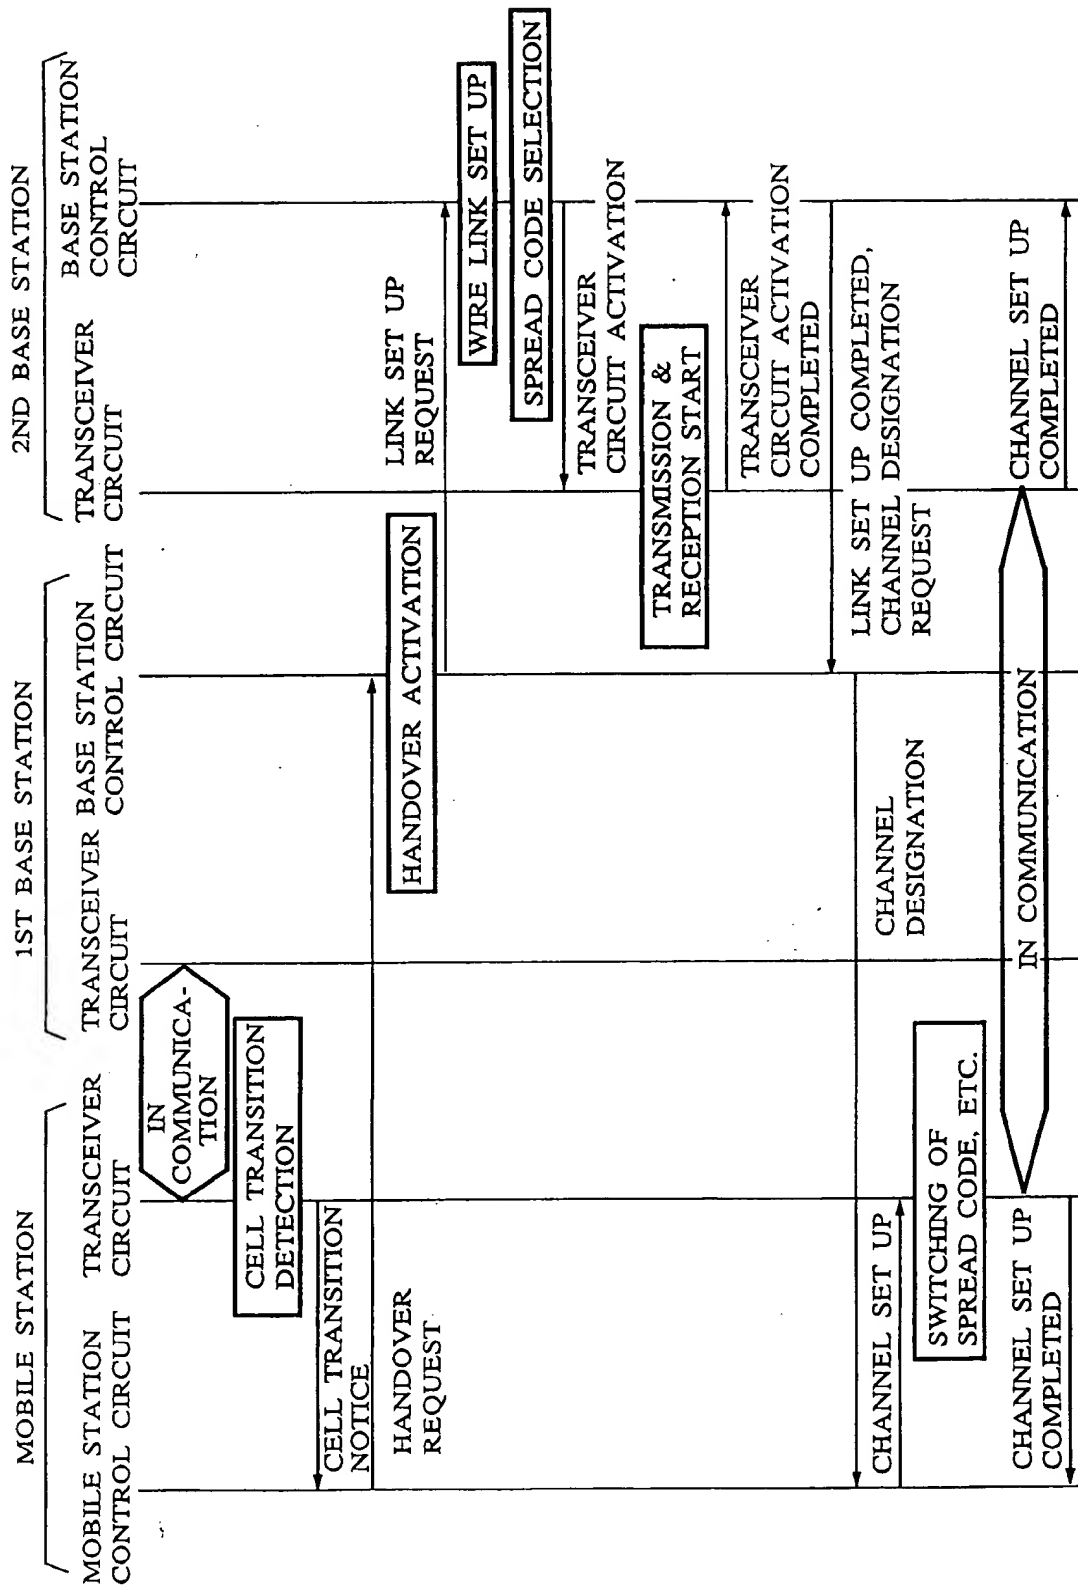 MOBILE STATION
1ST BASE STATION
2ND BASE STATION
MOBILE STATION
CONTROL CIRCUIT
TRANSCEIVER
CIRCUIT
TRANSCEIVER
CIRCUIT
BASE STATION
CONTROL CIRCUIT
TRANSCEIVER
CIRCUIT
BASE STATION
CONTROL
CIRCUIT
IN
COMMUNICA-
TION
CELL TRANSITION
DETECTION
CELL TRANSITION
NOTICE
HANDOVER
REQUEST
HANDOVER ACTIVATION
LINK SET UP
REQUEST
WIRE LINK SET UP
SPREAD CODE SELECTION
TRANSCEIVER
CIRCUIT ACTIVATION
TRANSMISSION &
RECEPTION START
TRANSCEIVER
CIRCUIT ACTIVATION
COMPLETED
LINK SET UP COMPLETED,
CHANNEL DESIGNATION
REQUEST
CHANNEL
DESIGNATION
CHANNEL SET UP
SWITCHING OF
SPREAD CODE, ETC.
IN COMMUNICATION
CHANNEL SET UP
COMPLETED
CHANNEL SET UP
COMPLETED